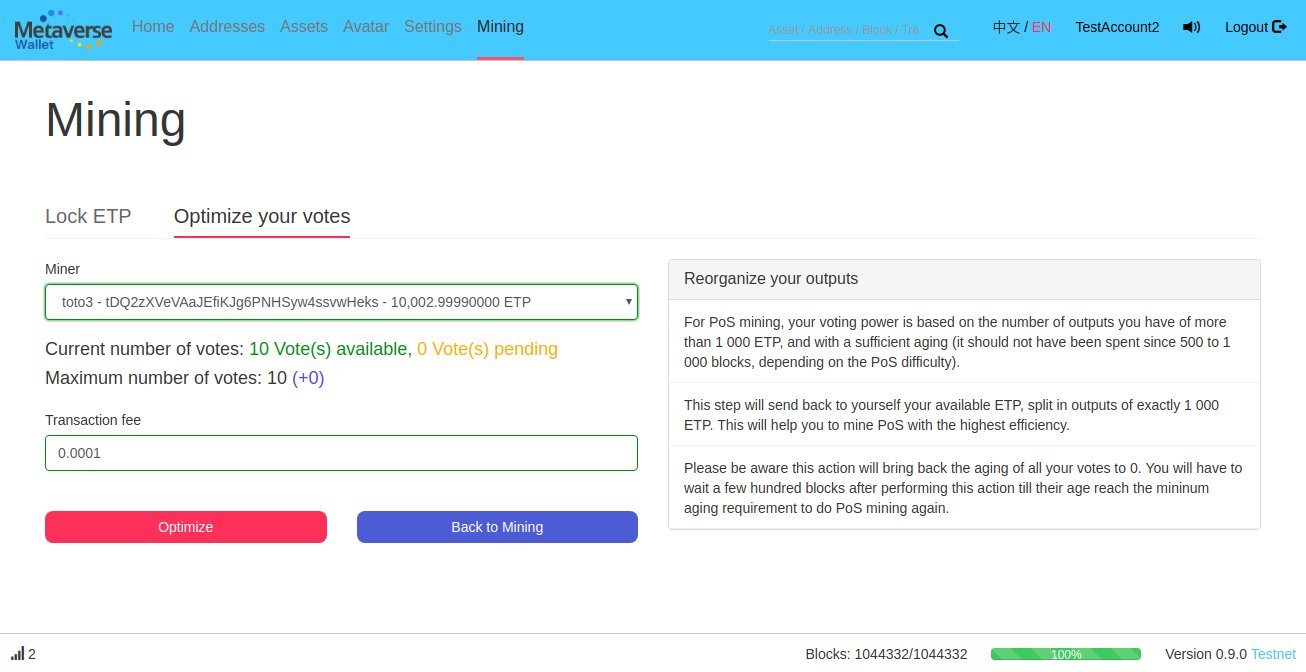 Metaverse
Wallet
Home Addresses Assets Avatar Settings Mining
Asset / Address / Block / Tra
中文 / EN TestAccount2 Logout
Mining
Lock ETP Optimize your votes
Miner
toto3 - tDQ2zXVeVAaJEfiKJg6PNHSyw4ssvwHeks - 10,002.99990000 ETP
Current number of votes: 10 Vote(s) available, 0 Vote(s) pending
Maximum number of votes: 10 (+0)
Transaction fee
0.0001
Optimize Back to Mining
Reorganize your outputs
For PoS mining, your voting power is based on the number of outputs you have of more
than 1 000 ETP, and with a sufficient aging (it should not have been spent since 500 to 1
000 blocks, depending on the PoS difficulty).
This step will send back to yourself your available ETP, split in outputs of exactly 1 000
ETP. This will help you to mine PoS with the highest efficiency.
Please be aware this action will bring back the aging of all your votes to 0. You will have to
wait a few hundred blocks after performing this action till their age reach the mininum
aging requirement to do PoS mining again.
2 Blocks: 1044332/1044332 100% Version 0.9.0 Testnet